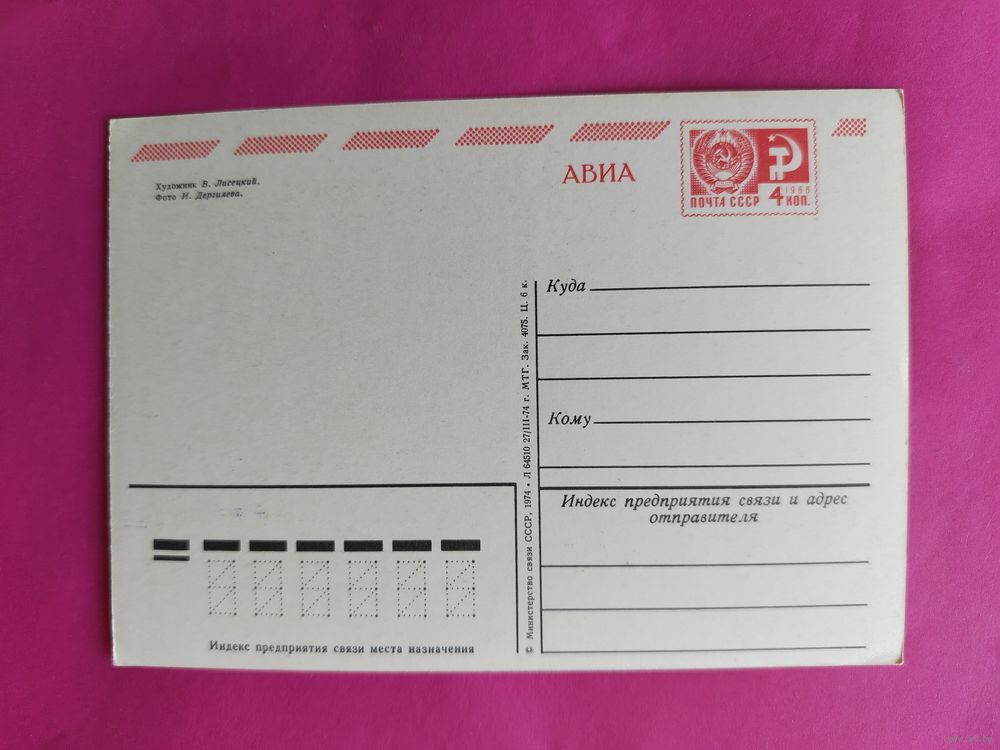 Художник В. Лисецкий.
Фото И. Дергилева.
АВИА
ПОЧТА СССР
1966
4 КОП.
Куда
Кому
Индекс предприятия связи и адрес
отправителя
© Министерство связи СССР, 1974 • Л 64510 27/III-74 г. МТГ. Зак. 4075. Ц. 6 к.
Индекс предприятия связи места назначения